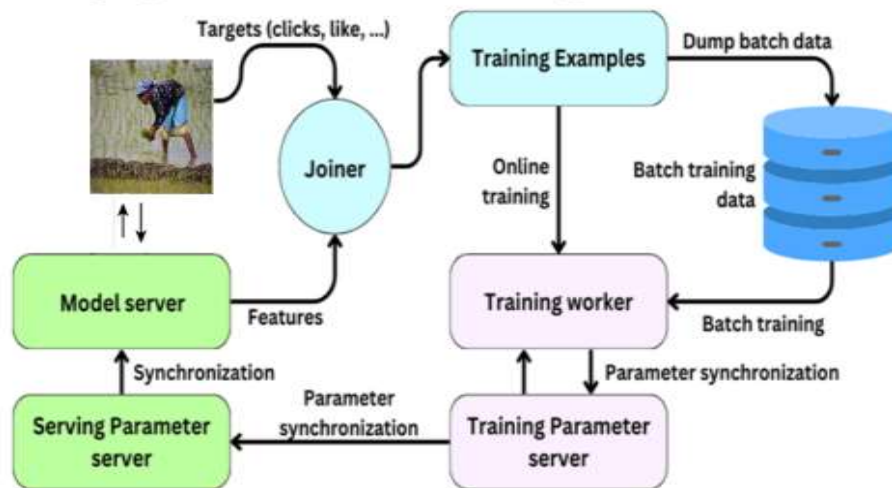 Targets (clicks, like, ...)
Training Examples
Dump batch data
Joiner
Online
training
Batch training
data
Model server
Features
Training worker
Batch training
Synchronization
Parameter
synchronization
Parameter synchronization
Serving Parameter
server
Training Parameter
server